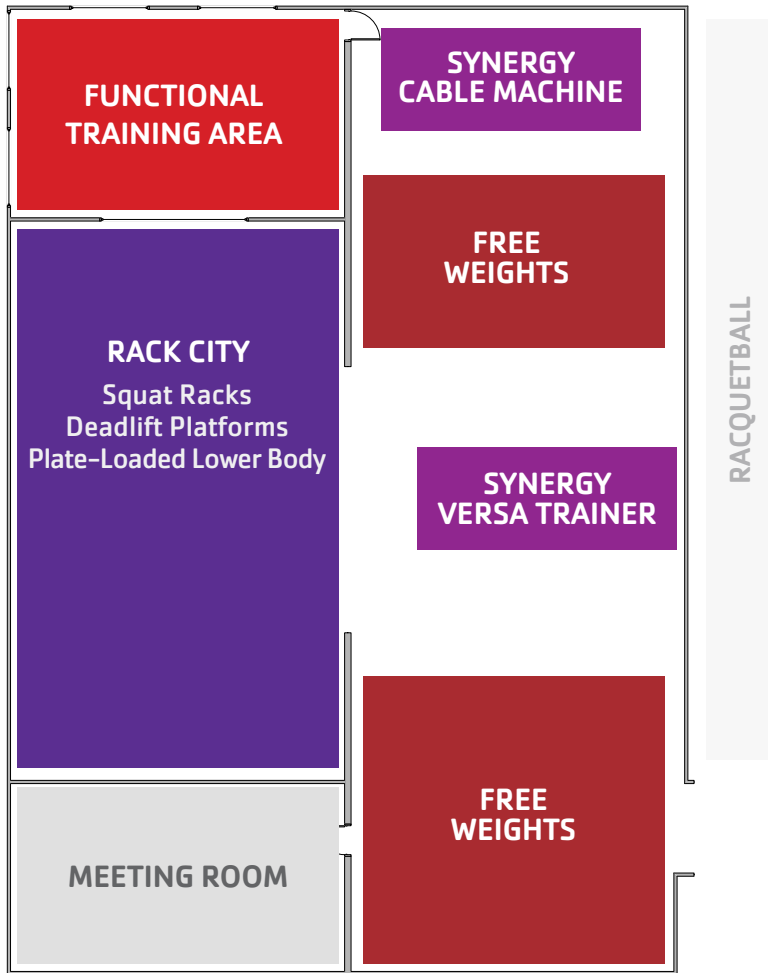 FUNCTIONAL
TRAINING AREA
SYNERGY
CABLE MACHINE
FREE
WEIGHTS
RACK CITY
Squat Racks
Deadlift Platforms
Plate-Loaded Lower Body
SYNERGY
VERSA TRAINER
RACQUETBALL
FREE
WEIGHTS
MEETING ROOM